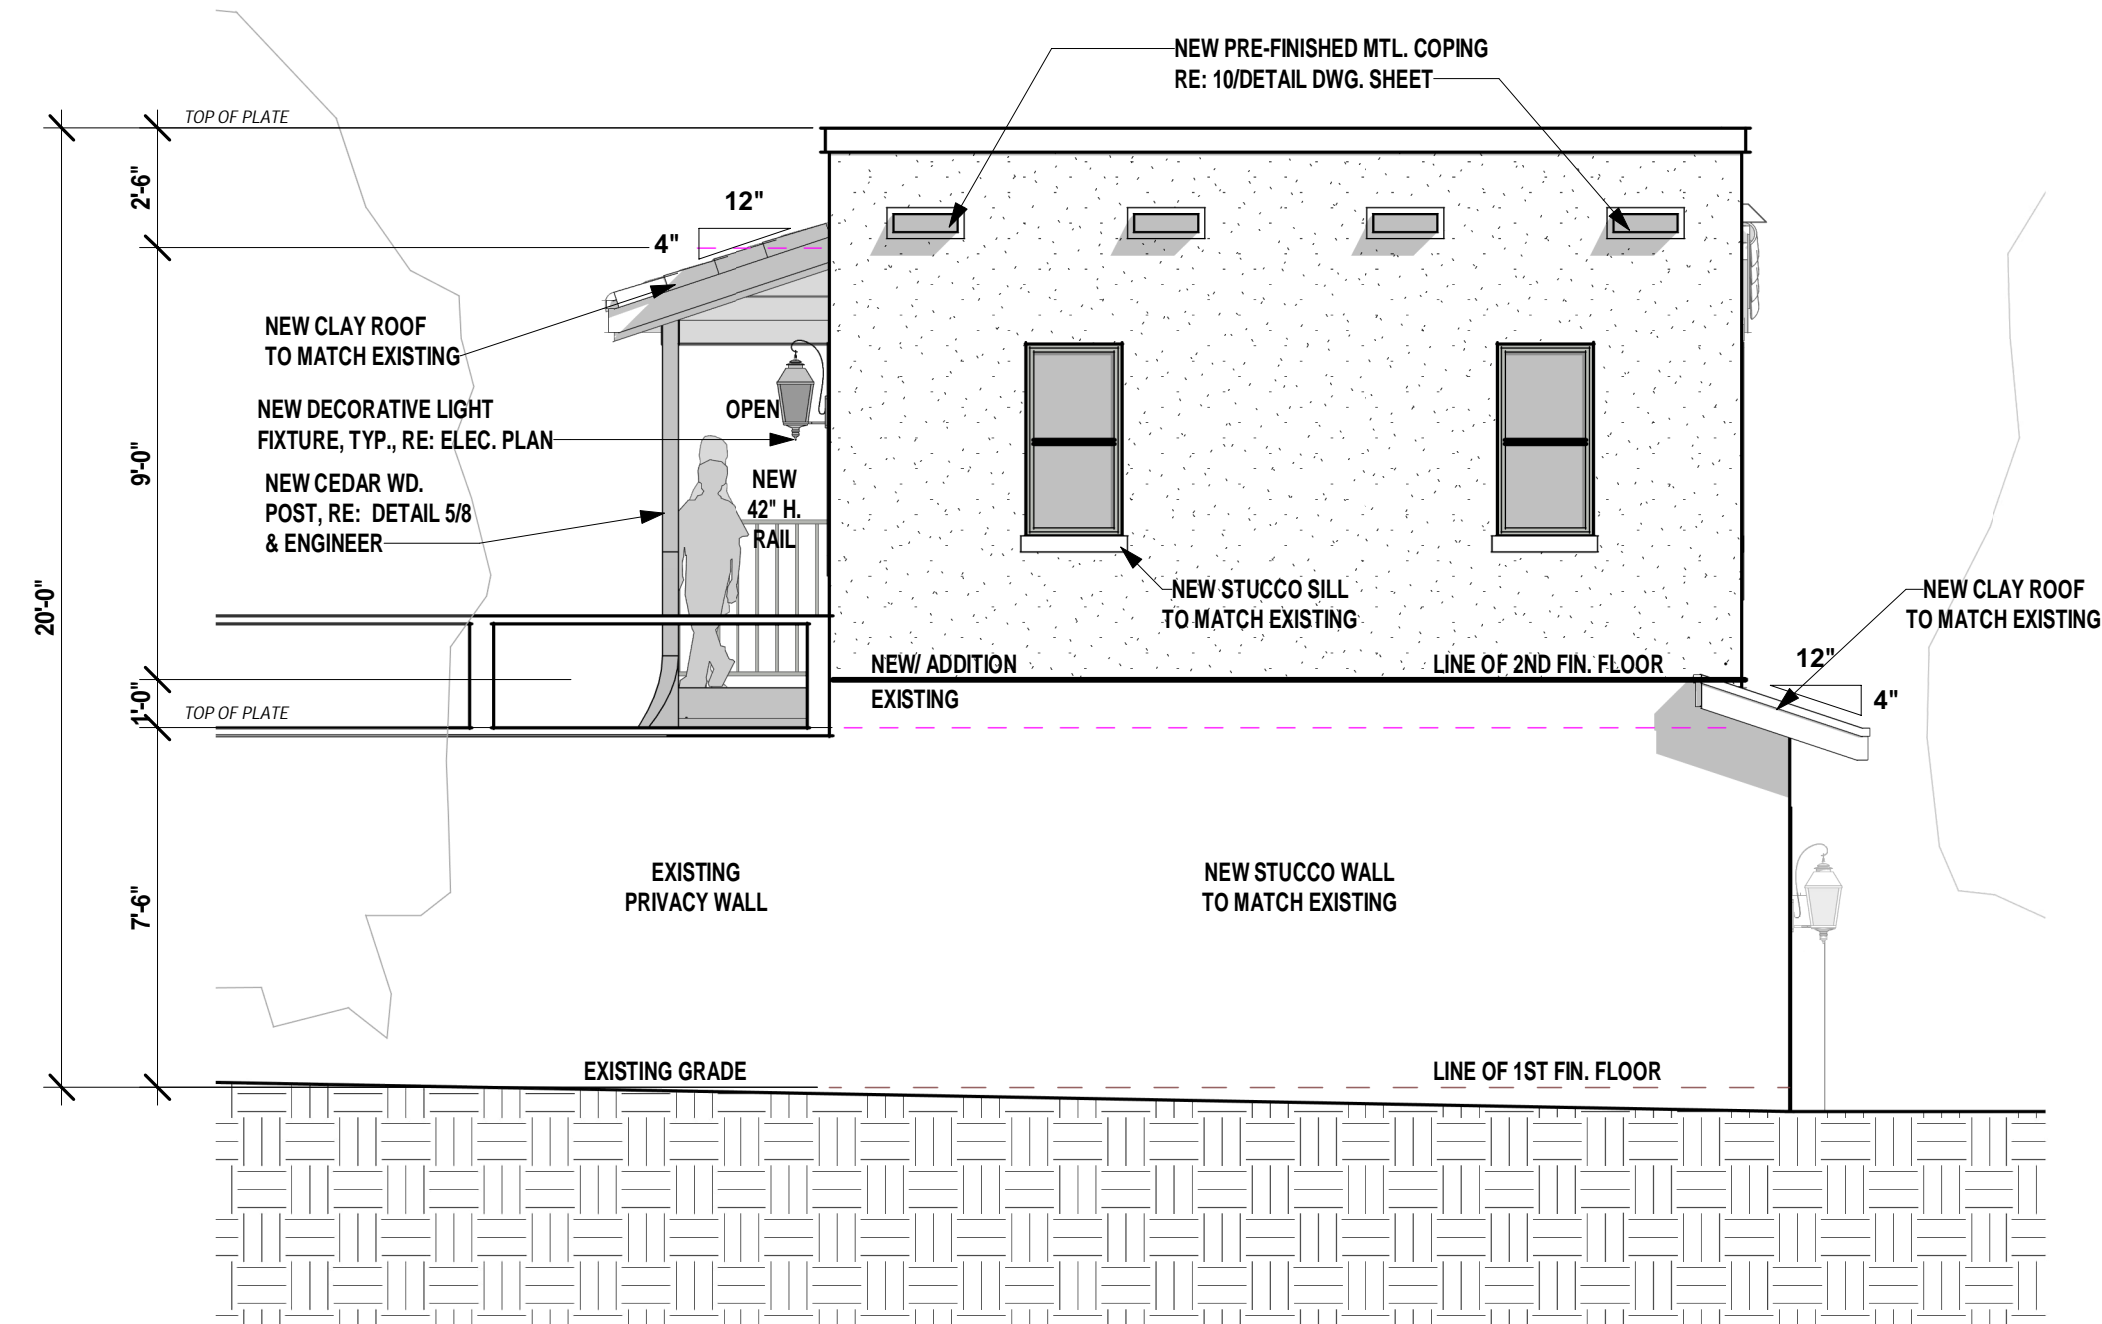 NEW PRE-FINISHED MTL. COPING
RE: 10/DETAIL DWG. SHEET
TOP OF PLATE
2'-6"
12"
4"
NEW CLAY ROOF
TO MATCH EXISTING
NEW DECORATIVE LIGHT
FIXTURE, TYP., RE: ELEC. PLAN
OPEN
9'-0"
NEW CEDAR WD.
POST, RE: DETAIL 5/8
& ENGINEER
NEW
42" H.
RAIL
20'-0"
NEW STUCCO SILL
TO MATCH EXISTING
NEW CLAY ROOF
TO MATCH EXISTING
NEW/ ADDITION
LINE OF 2ND FIN. FLOOR
12"
4"
EXISTING
1'-0"
TOP OF PLATE
7'-6"
EXISTING
PRIVACY WALL
NEW STUCCO WALL
TO MATCH EXISTING
EXISTING GRADE
LINE OF 1ST FIN. FLOOR